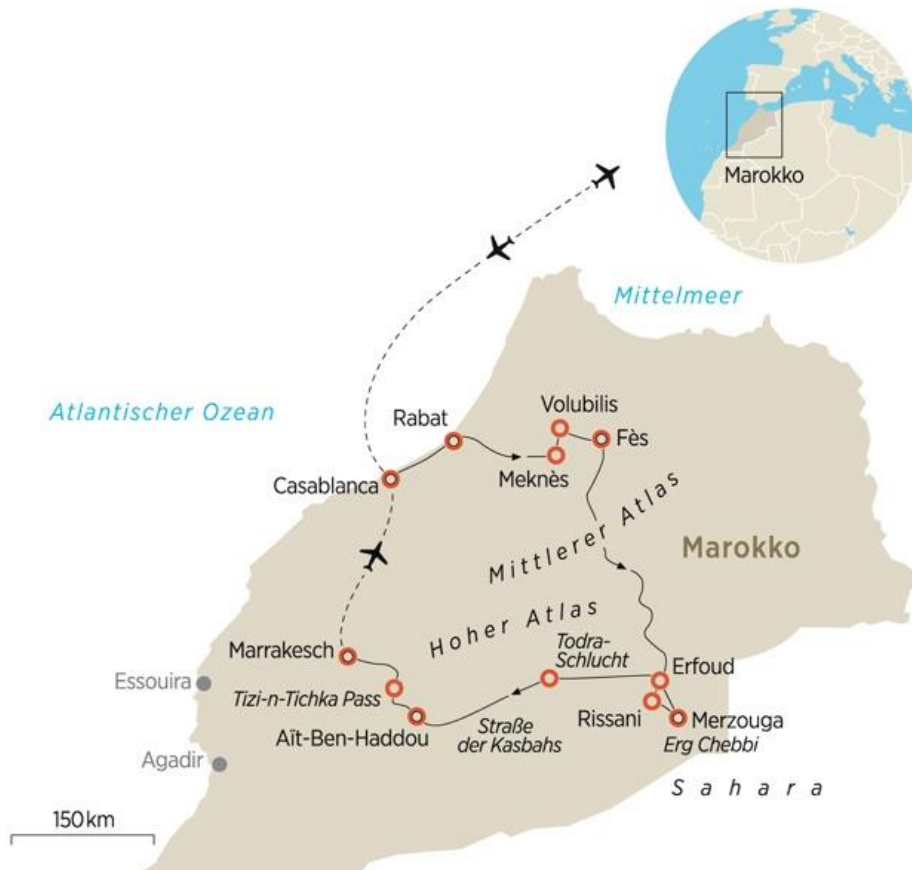 Marokko
Mittelmeer
Atlantischer Ozean
Rabat
Volubilis
Fès
Meknès
Casablanca
Mittlerer Atlas
Marokko
Hoher Atlas
Marrakesch
Todra-
Schlucht
Erfoud
Essouira
Tizi-n-Tichka Pass
Rissani
Merzouga
Aït-Ben-Haddou
Straße
der Kasbahs
Erg Chebbi
Agadir
Sahara
150 km